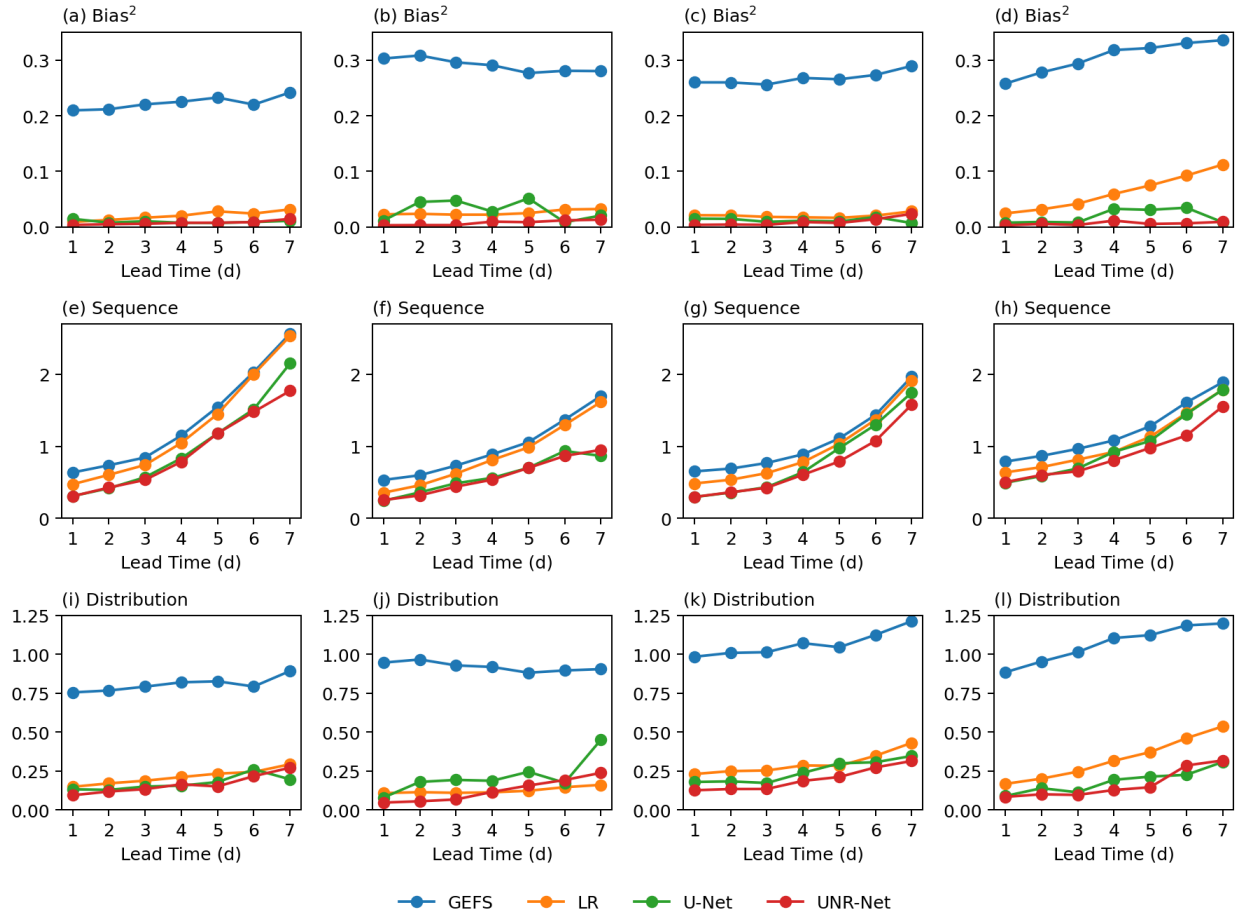 (a) Bias²
(b) Bias²
(c) Bias²
(d) Bias²
0.3 0.3 0.3 0.3
0.2 0.2 0.2 0.2
0.1 0.1 0.1 0.1
0.0 0.0 0.0 0.0
1 2 3 4 5 6 7 1 2 3 4 5 6 7 1 2 3 4 5 6 7 1 2 3 4 5 6 7
Lead Time (d) Lead Time (d) Lead Time (d) Lead Time (d)
(e) Sequence
(f) Sequence
(g) Sequence
(h) Sequence
2 2 2 2
1 1 1 1
0 0 0 0
1 2 3 4 5 6 7 1 2 3 4 5 6 7 1 2 3 4 5 6 7 1 2 3 4 5 6 7
Lead Time (d) Lead Time (d) Lead Time (d) Lead Time (d)
(i) Distribution
(j) Distribution
(k) Distribution
(l) Distribution
1.25 1.25 1.25 1.25
1.00 1.00 1.00 1.00
0.75 0.75 0.75 0.75
0.50 0.50 0.50 0.50
0.25 0.25 0.25 0.25
0.00 0.00 0.00 0.00
1 2 3 4 5 6 7 1 2 3 4 5 6 7 1 2 3 4 5 6 7 1 2 3 4 5 6 7
Lead Time (d) Lead Time (d) Lead Time (d) Lead Time (d)
GEFS LR U-Net UNR-Net